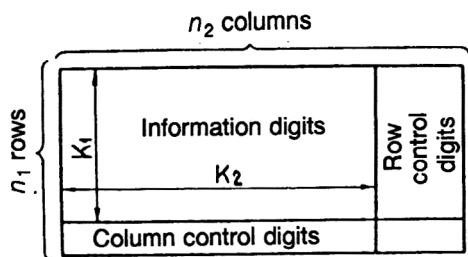 n₂ columns
n₁ rows
K₁
Information digits
K₂
Row
control
digits
Column control digits